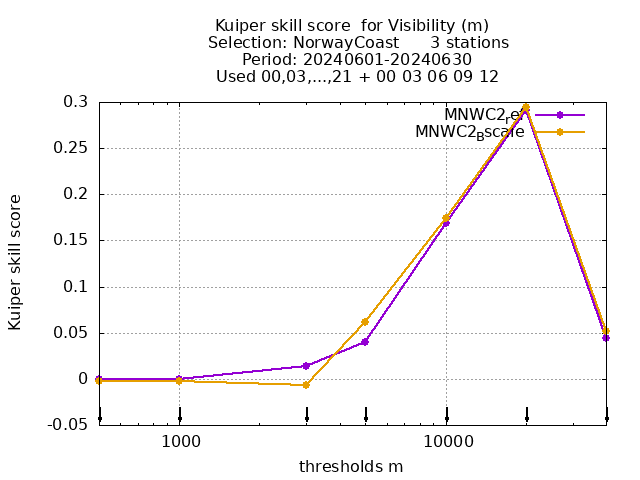 Kuiper skill score  for Visibility (m)
Selection: NorwayCoast      3 stations
Period: 20240601-20240630
Used 00,03,...,21 + 00 03 06 09 12
MNWC2ref
MNWC2Bscare
0.3
0.25
0.2
0.15
0.1
0.05
0
-0.05
Kuiper skill score
1000
10000
thresholds m